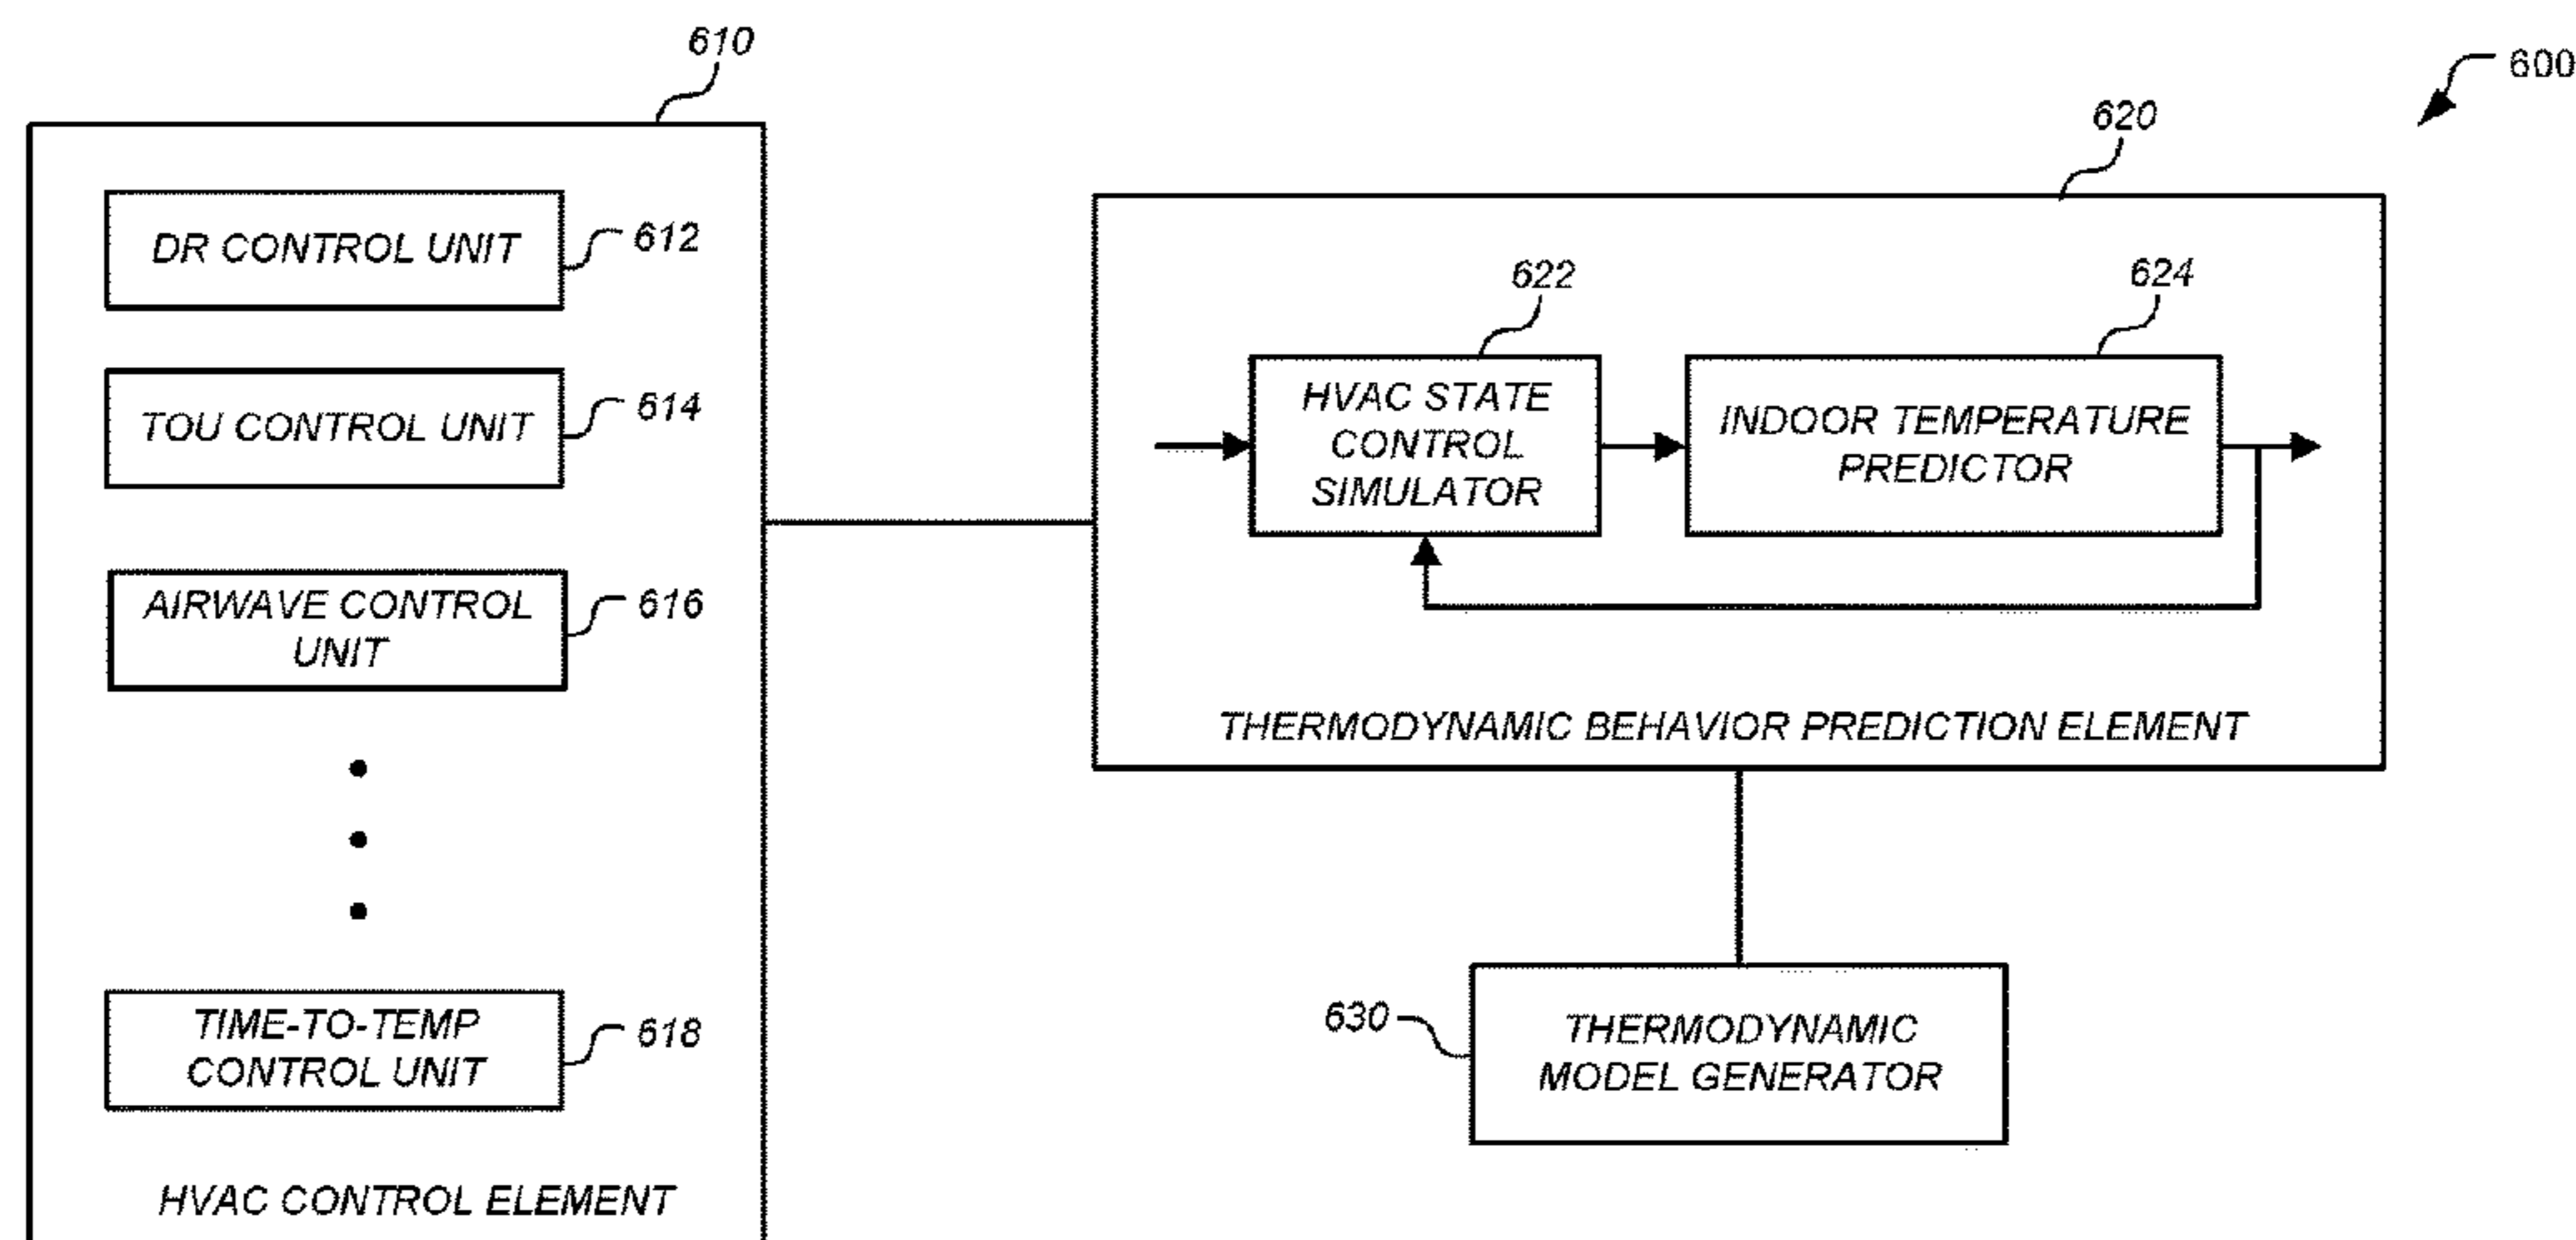 610
600
620
DR CONTROL UNIT
612
622
624
TOU CONTROL UNIT
614
HVAC STATE
CONTROL
SIMULATOR
INDOOR TEMPERATURE
PREDICTOR
AIRWAVE CONTROL
UNIT
616
THERMODYNAMIC BEHAVIOR PREDICTION ELEMENT
TIME-TO-TEMP
CONTROL UNIT
618
630
THERMODYNAMIC
MODEL GENERATOR
HVAC CONTROL ELEMENT